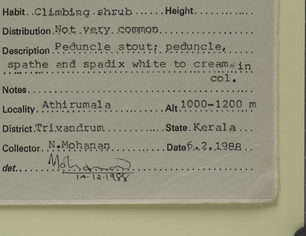 Habit..Climbing shrub............Height...............
Distribution.Not very common.....................
Description.Peduncle stout; peduncle,
spathe and spadix white to cream.in
col.
Notes.......................................................
Locality..Athirumala.............Alt.1000-1200 m
District.Trivandrum...............State.Kerala...
Collector..N.Mohanan...........Date6.2.1988
det. Mohanan
14.12.1988